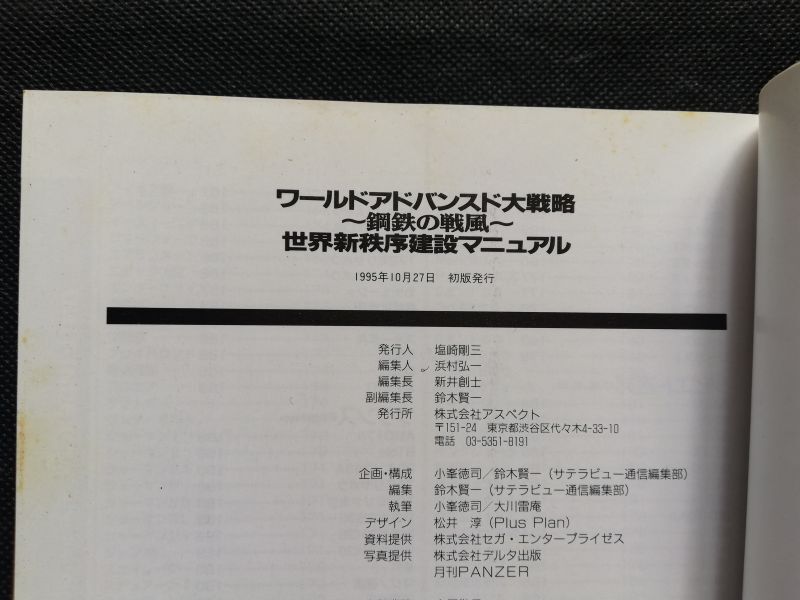 ワールドアドバンスド大戦略
〜鋼鉄の戦風〜
世界新秩序建設マニュアル
1995年10月27日　初版発行
発行人　塩崎剛三
編集人　浜村弘一
編集長　新井創士
副編集長　鈴木賢一
発行所　株式会社アスペクト
〒151-24　東京都渋谷区代々木4-33-10
電話　03-5351-8191
企画・構成　小峯徳司／鈴木賢一（サテラビュー通信編集部）
編集　鈴木賢一（サテラビュー通信編集部）
執筆　小峯徳司／大川雷庵
デザイン　松井　淳（Plus Plan）
資料提供　株式会社セガ・エンタープライゼス
写真提供　株式会社デルタ出版
月刊PANZER